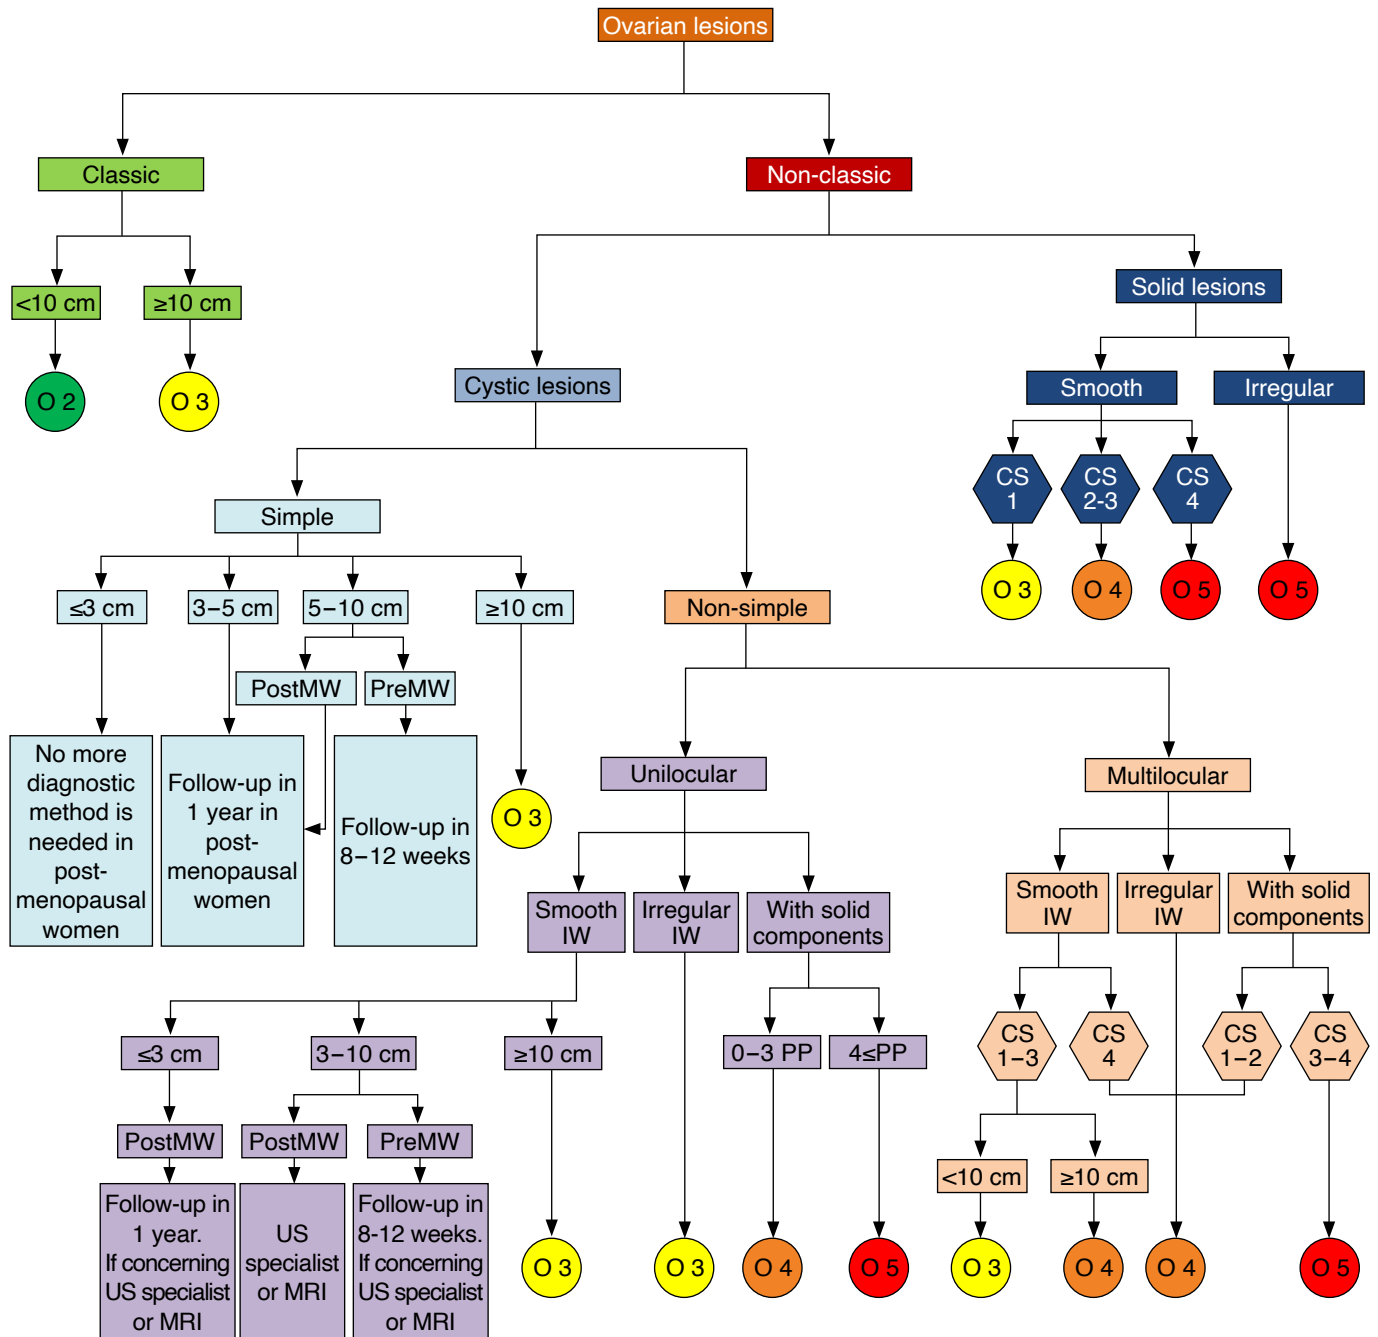 Ovarian lesions
Classic
Non-classic
<10 cm
≥10 cm
Solid lesions
O 2
O 3
Cystic lesions
Smooth
Irregular
CS
1
CS
2-3
CS
4
Simple
O 3
O 4
O 5
O 5
≤3 cm
3–5 cm
5–10 cm
≥10 cm
Non-simple
PostMW
PreMW
No more
diagnostic
method is
needed in
post-
menopausal
women
Follow-up in
1 year in
post-
menopausal
women
Follow-up in
8–12 weeks
O 3
Unilocular
Multilocular
Smooth
IW
Irregular
IW
With solid
components
Smooth
IW
Irregular
IW
With solid
components
≤3 cm
3–10 cm
≥10 cm
0–3 PP
4≤PP
CS
1–3
CS
4
CS
1–2
CS
3–4
PostMW
PostMW
PreMW
<10 cm
≥10 cm
Follow-up in
1 year.
If concerning
US specialist
or MRI
US
specialist
or MRI
Follow-up in
8-12 weeks.
If concerning
US specialist
or MRI
O 3
O 3
O 4
O 5
O 3
O 4
O 4
O 5